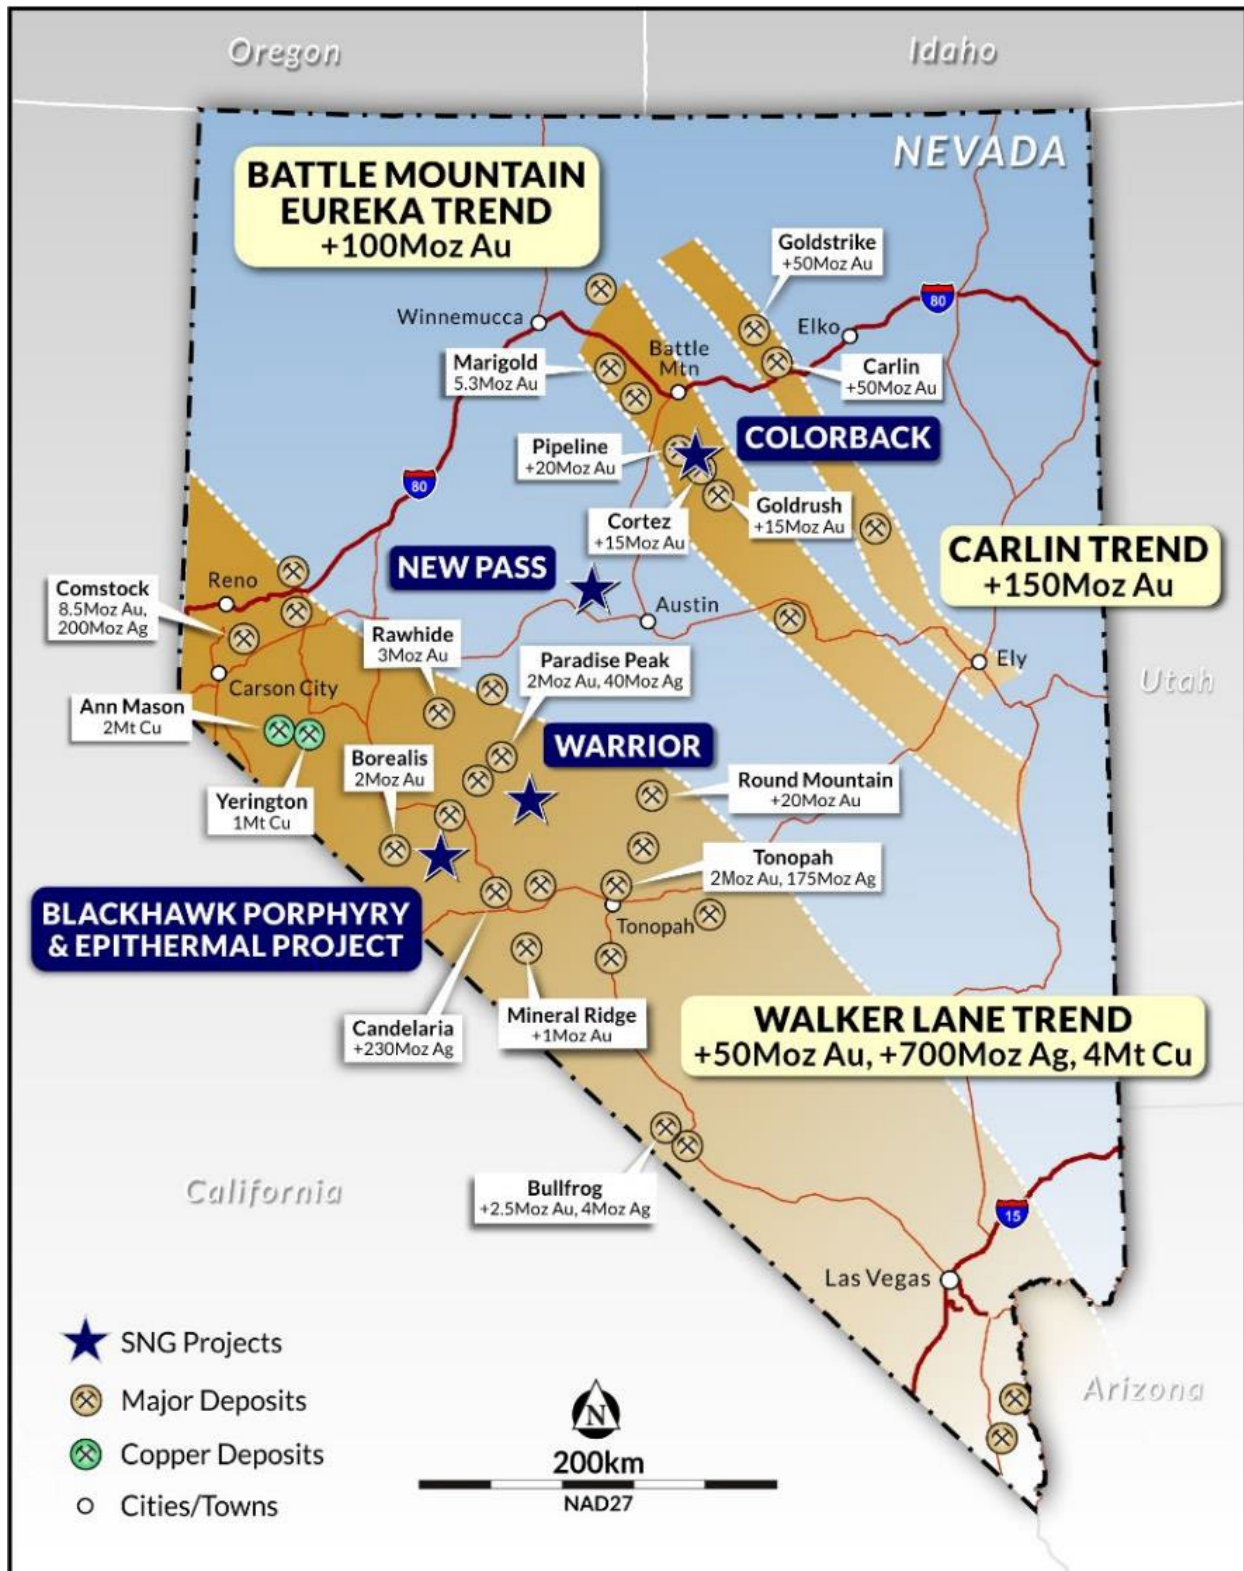 Oregon
Idaho
NEVADA
BATTLE MOUNTAIN
EUREKA TREND
+100Moz Au
Goldstrike
+50Moz Au
80
Winnemucca
Elko
Battle
Mtn
Marigold
5.3Moz Au
Carlin
+50Moz Au
COLORBACK
Pipeline
+20Moz Au
80
Goldrush
+15Moz Au
Cortez
+15Moz Au
CARLIN TREND
+150Moz Au
NEW PASS
Reno
Comstock
8.5Moz Au,
200Moz Ag
Austin
Rawhide
3Moz Au
Paradise Peak
2Moz Au, 40Moz Ag
Ely
Utah
Carson City
Ann Mason
2Mt Cu
WARRIOR
Borealis
2Moz Au
Yerington
1Mt Cu
Round Mountain
+20Moz Au
Tonopah
2Moz Au, 175Moz Ag
BLACKHAWK PORPHYRY
& EPITHERMAL PROJECT
Tonopah
Candelaria
+230Moz Ag
Mineral Ridge
+1Moz Au
WALKER LANE TREND
+50Moz Au, +700Moz Ag, 4Mt Cu
California
Bullfrog
+2.5Moz Au, 4Moz Ag
15
Las Vegas
Arizona
SNG Projects
Major Deposits
Copper Deposits
Cities/Towns
N
200km
NAD27